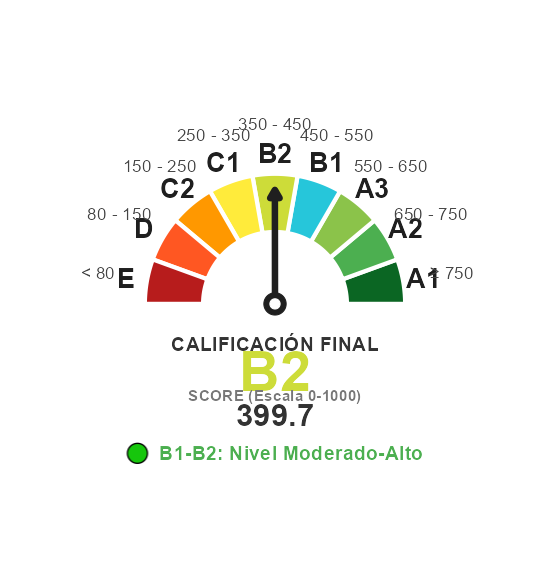 350 - 450
250 - 350
450 - 550
B2
C1
B1
150 - 250
550 - 650
C2
A3
80 - 150
650 - 750
D
A2
< 80
E
A1
≥ 750
CALIFICACIÓN FINAL
B2
SCORE (Escala 0-1000)
399.7
B1-B2: Nivel Moderado-Alto